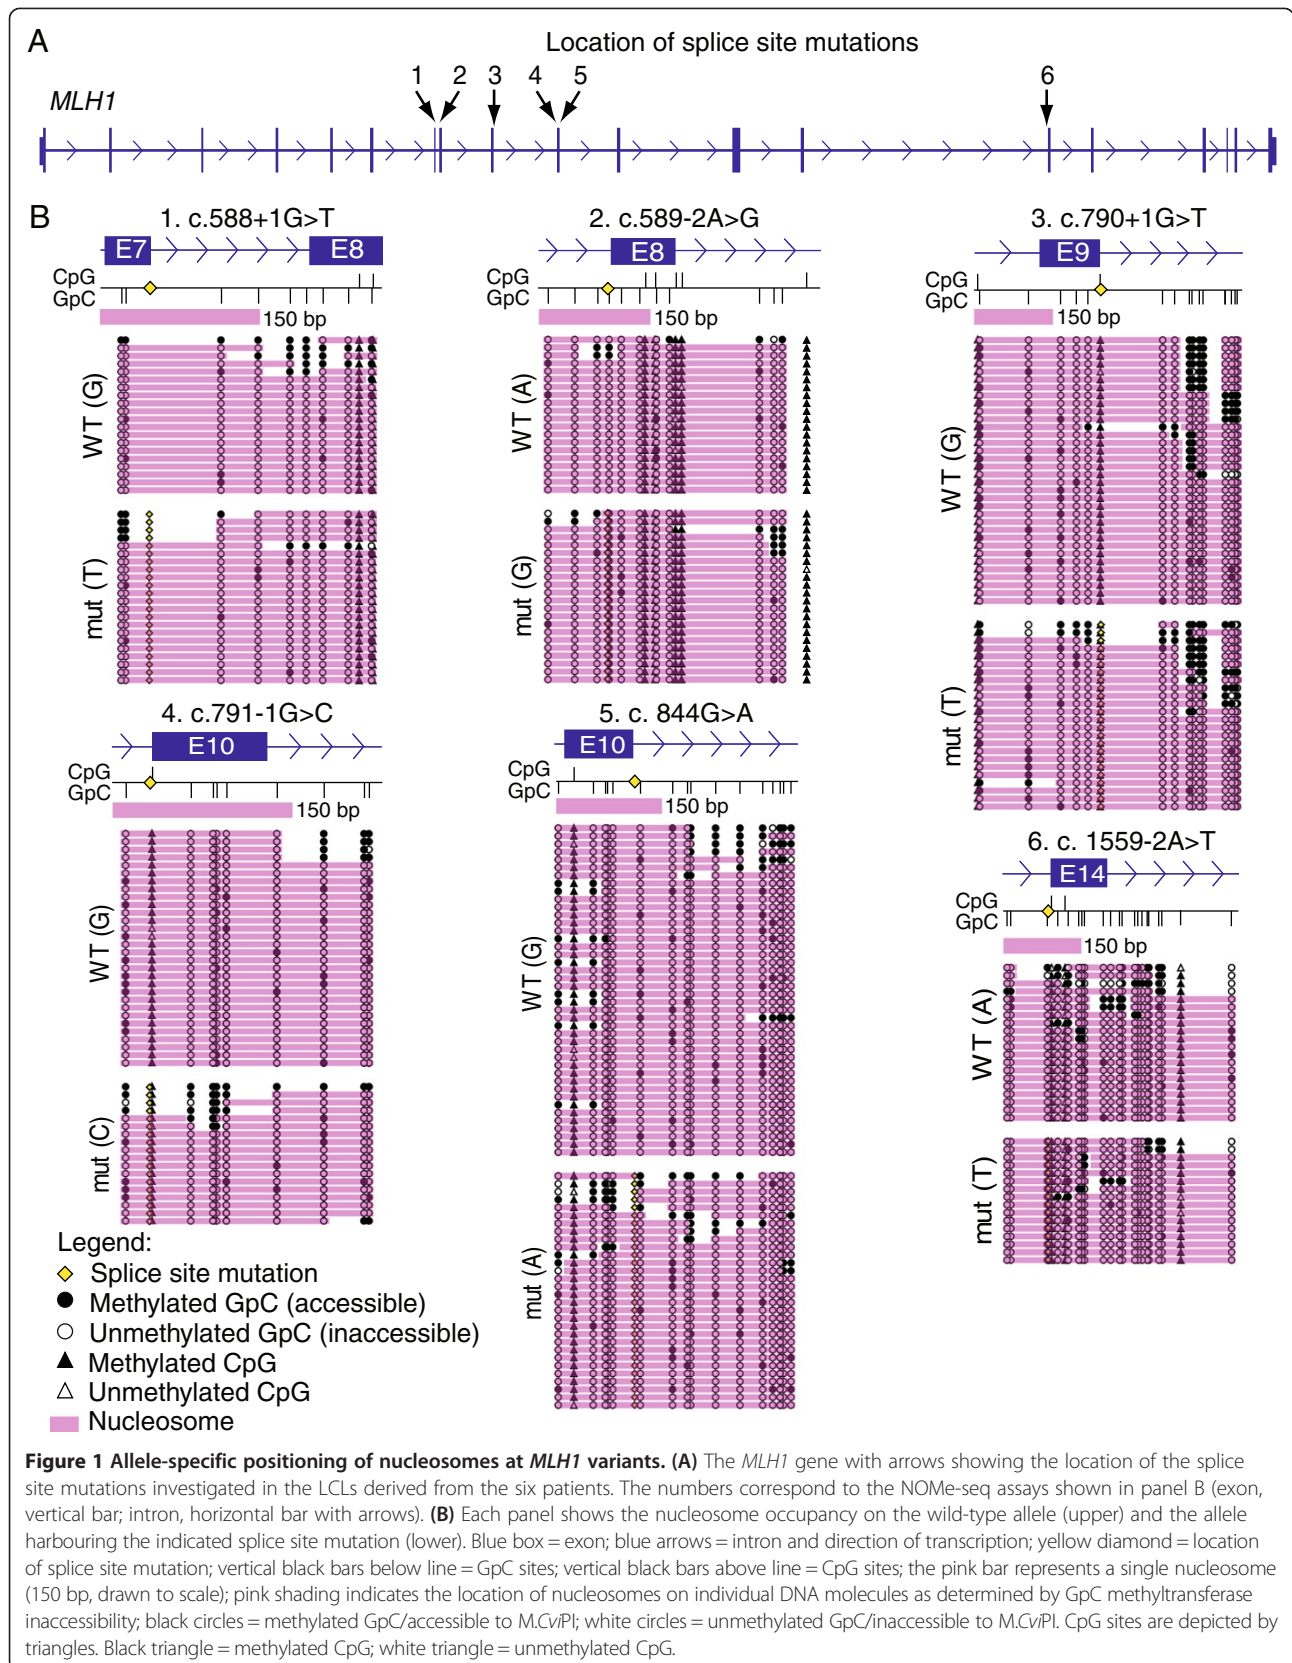 A
Location of splice site mutations
1 2 3 4 5 6
MLH1
B
1. c.588+1G>T
E7 E8
CpG
GpC
150 bp
WT (G)
mut (T)
2. c.589-2A>G
E8
CpG
GpC
150 bp
WT (A)
mut (G)
3. c.790+1G>T
E9
CpG
GpC
150 bp
WT (G)
mut (T)
4. c.791-1G>C
E10
CpG
GpC
150 bp
WT (G)
mut (C)
5. c. 844G>A
E10
CpG
GpC
150 bp
WT (G)
mut (A)
6. c. 1559-2A>T
E14
CpG
GpC
150 bp
WT (A)
mut (T)
Legend:
Splice site mutation
Methylated GpC (accessible)
Unmethylated GpC (inaccessible)
Methylated CpG
Unmethylated CpG
Nucleosome
Figure 1 Allele-specific positioning of nucleosomes at MLH1 variants. (A) The MLH1 gene with arrows showing the location of the splice
site mutations investigated in the LCLs derived from the six patients. The numbers correspond to the NOMe-seq assays shown in panel B (exon,
vertical bar; intron, horizontal bar with arrows). (B) Each panel shows the nucleosome occupancy on the wild-type allele (upper) and the allele
harbouring the indicated splice site mutation (lower). Blue box = exon; blue arrows = intron and direction of transcription; yellow diamond = location
of splice site mutation; vertical black bars below line = GpC sites; vertical black bars above line = CpG sites; the pink bar represents a single nucleosome
(150 bp, drawn to scale); pink shading indicates the location of nucleosomes on individual DNA molecules as determined by GpC methyltransferase
inaccessibility; black circles = methylated GpC/accessible to M.CviPI; white circles = unmethylated GpC/inaccessible to M.CviPI. CpG sites are depicted by
triangles. Black triangle = methylated CpG; white triangle = unmethylated CpG.